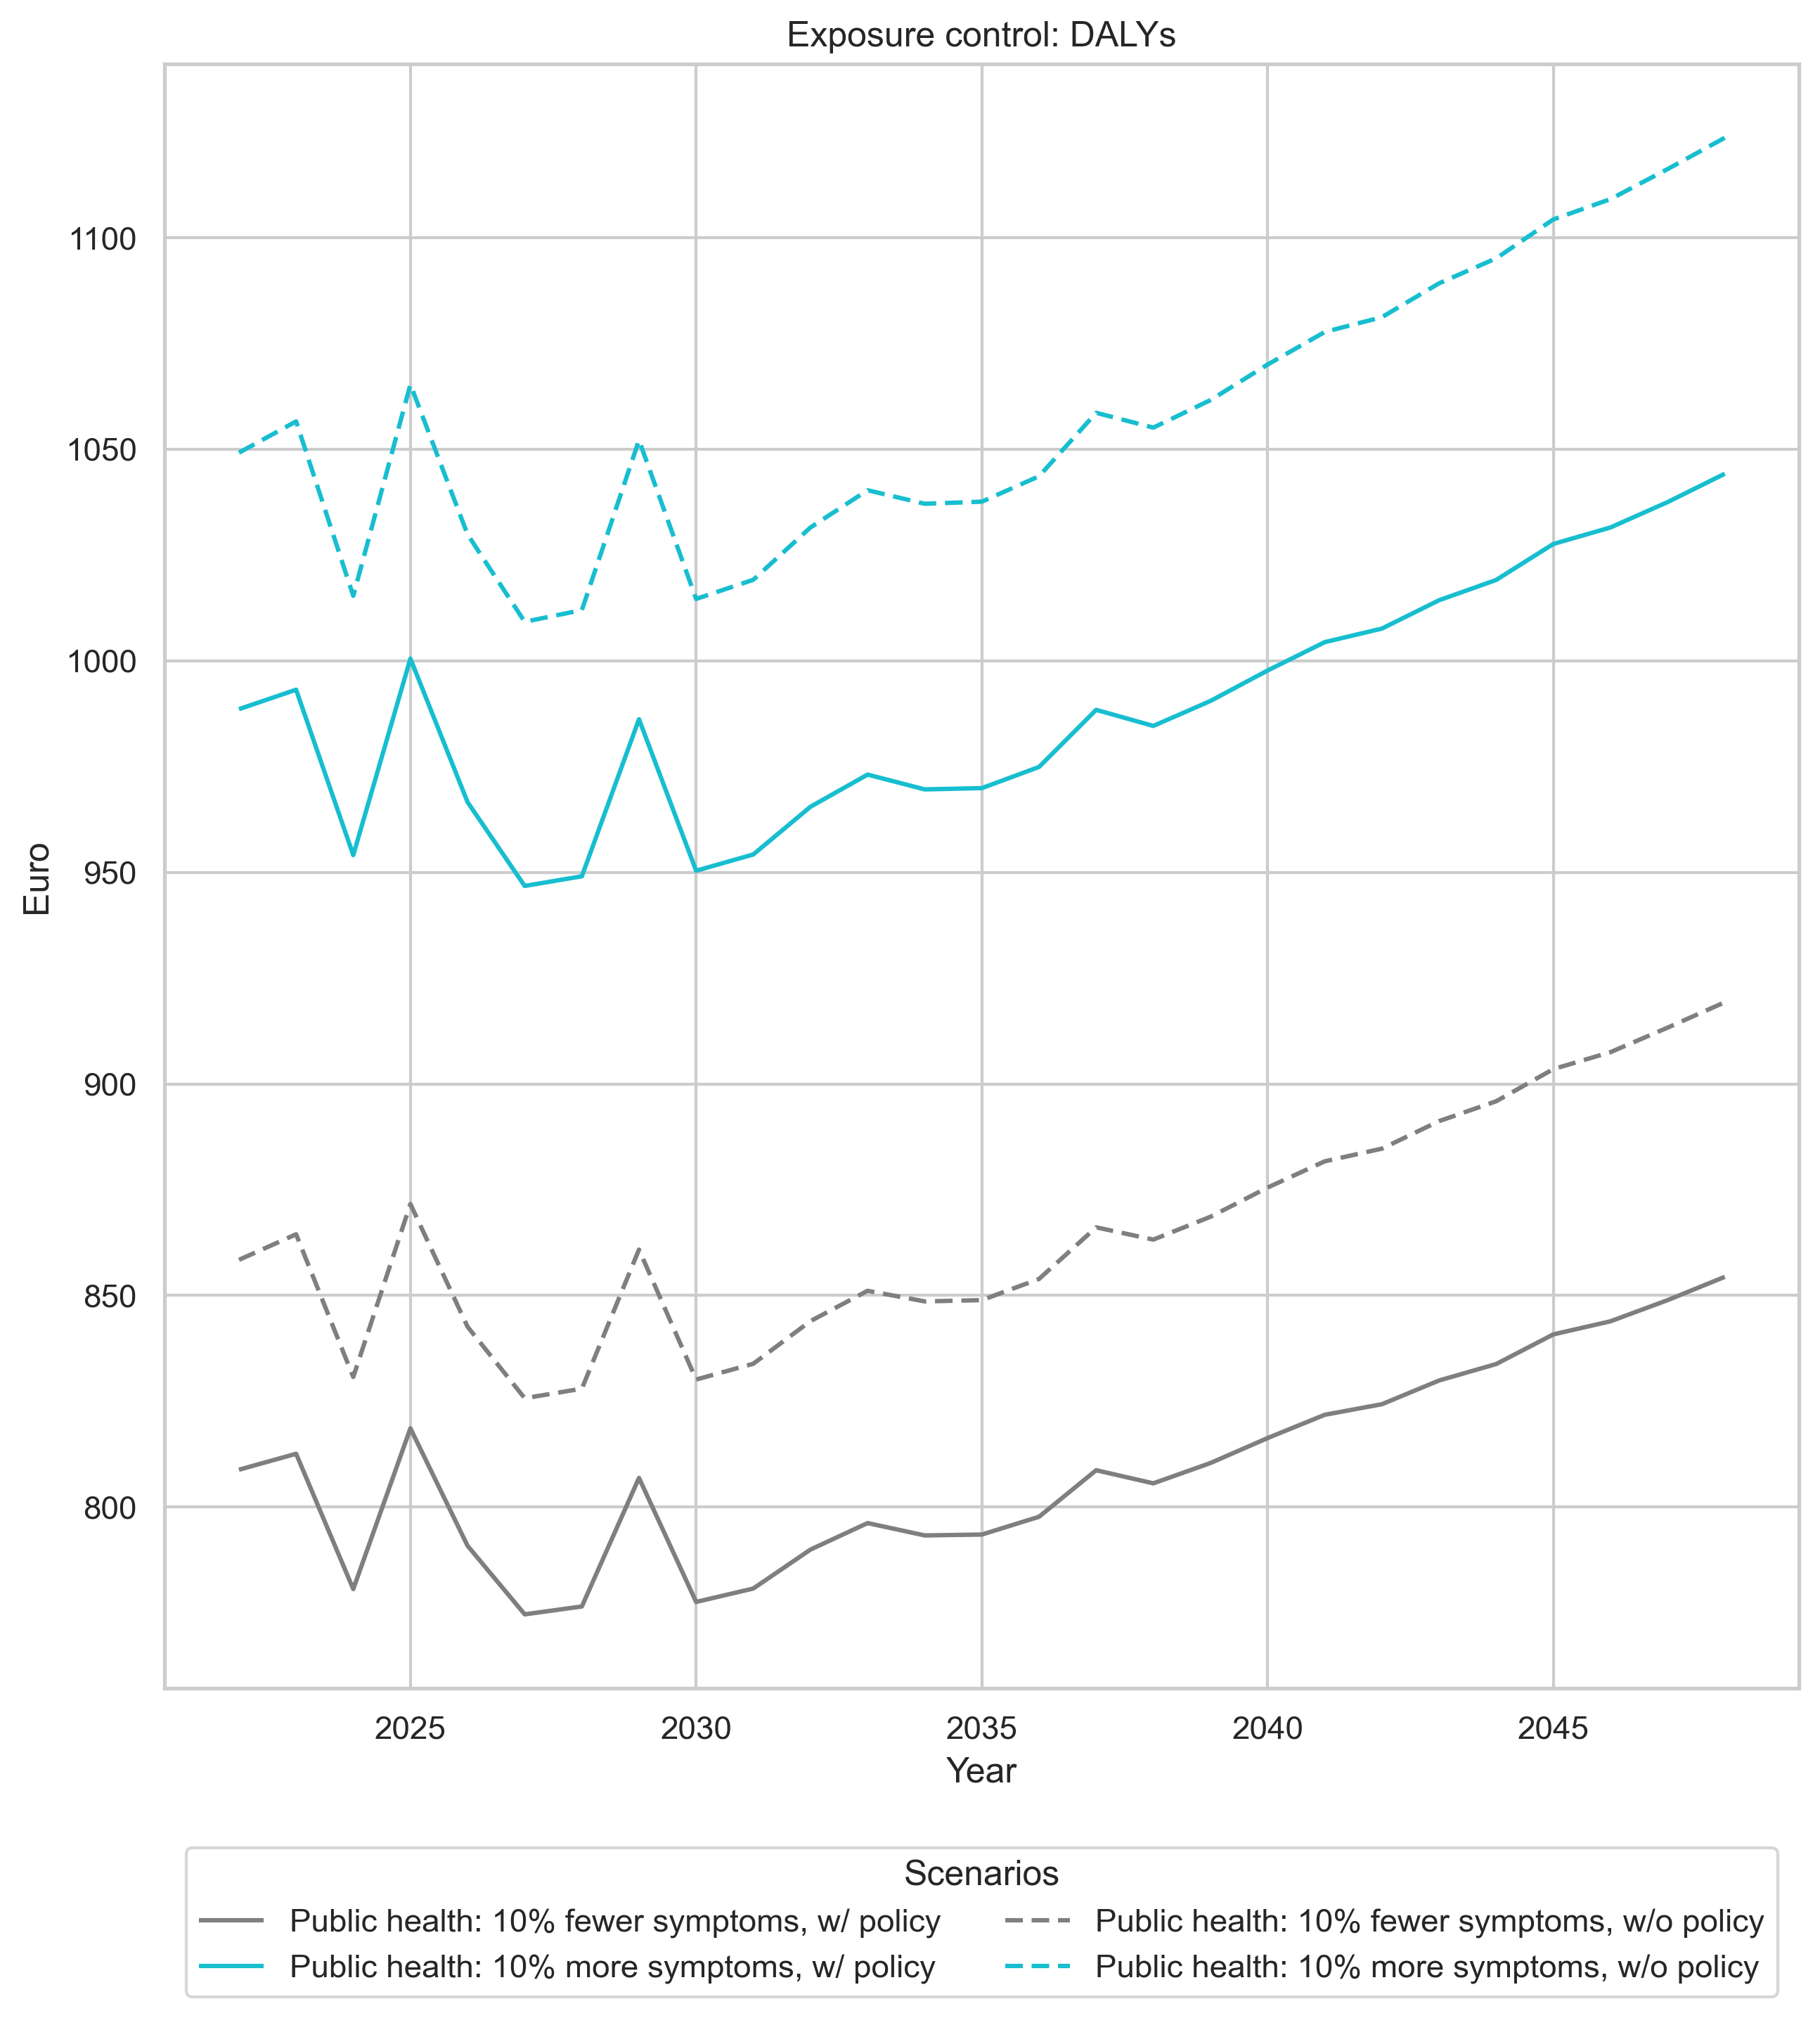 Exposure control: DALYs
1100
1050
1000
950
900
850
800
Euro
2025 2030 2035 2040 2045
Year
Scenarios
Public health: 10% fewer symptoms, w/ policy Public health: 10% fewer symptoms, w/o policy
Public health: 10% more symptoms, w/ policy Public health: 10% more symptoms, w/o policy